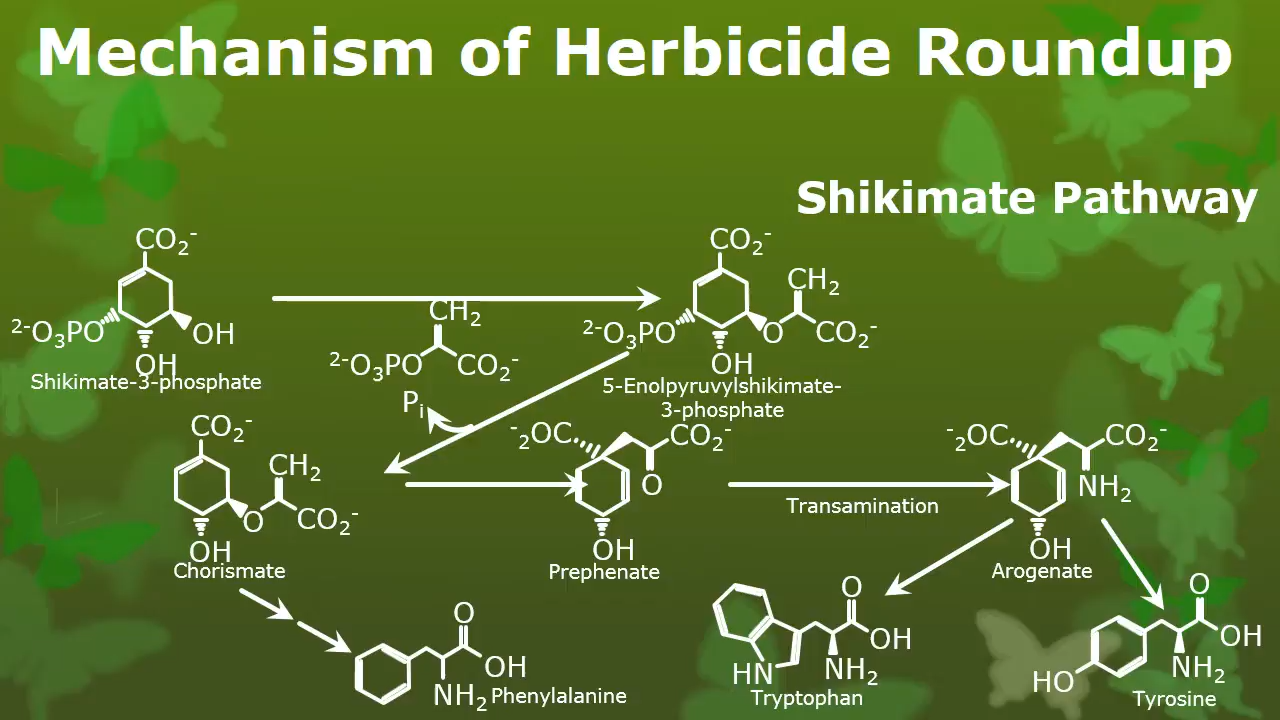 Mechanism of Herbicide Roundup
Shikimate Pathway
CO₂⁻
²⁻O₃PO
OH
OH
Shikimate-3-phosphate
CH₂
²⁻O₃PO
CO₂⁻
Pᵢ
CO₂⁻
CH₂
²⁻O₃PO
O
CO₂⁻
OH
5-Enolpyruvylshikimate-
3-phosphate
CO₂⁻
CH₂
O
CO₂⁻
OH
Chorismate
⁻₂OC
CO₂⁻
O
OH
Prephenate
Transamination
⁻₂OC
CO₂⁻
NH₂
OH
Arogenate
O
OH
NH₂
Phenylalanine
O
OH
HN
NH₂
Tryptophan
O
OH
NH₂
HO
Tyrosine